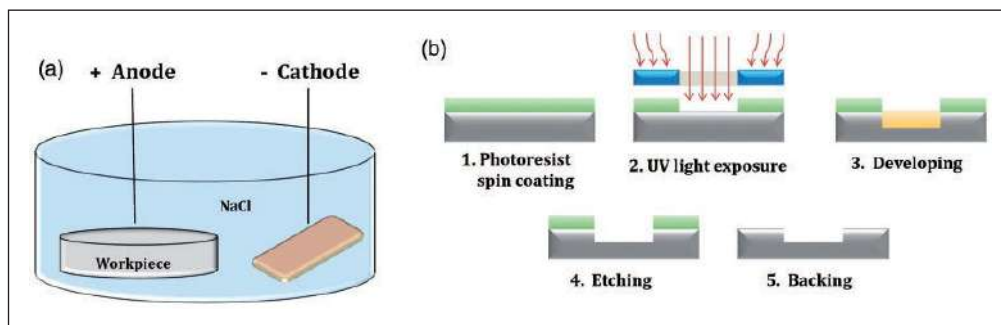 (a)
+ Anode
- Cathode
NaCl
Workpiece
(b)
1. Photoresist
spin coating
2. UV light exposure
3. Developing
4. Etching
5. Backing